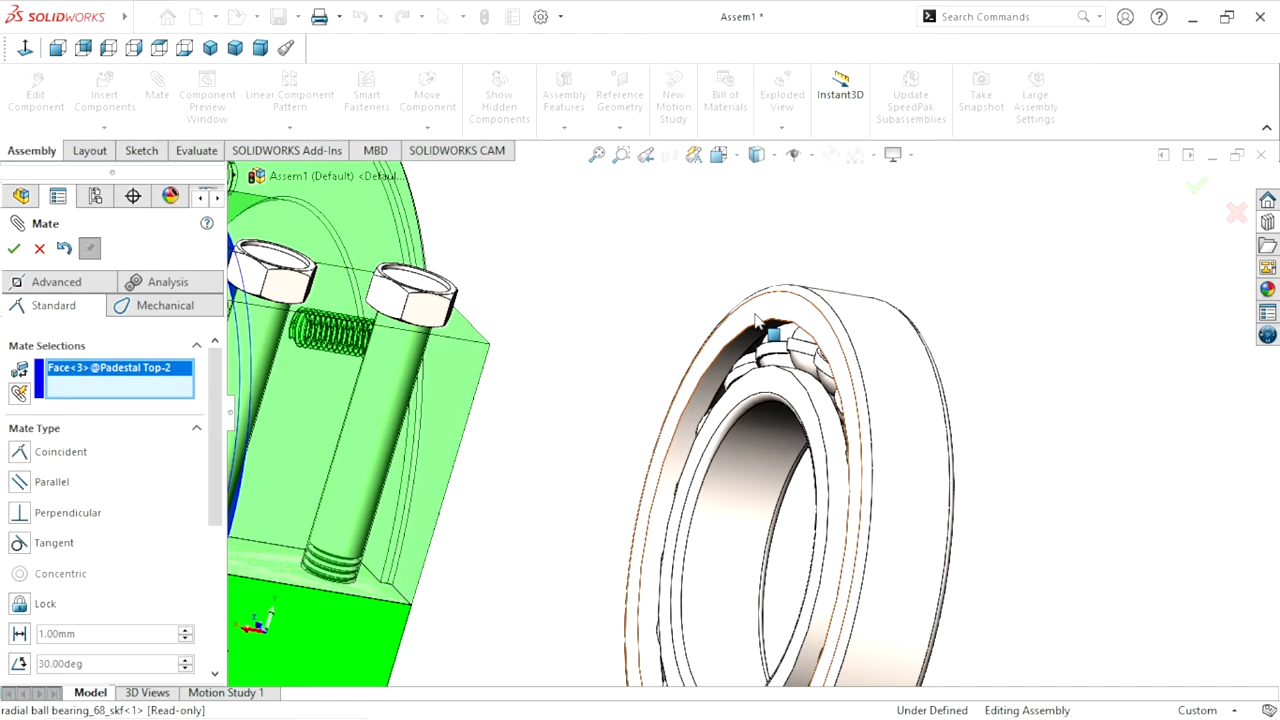 SOLIDWORKS
Assem1 *
Search Commands
Edit Component
Insert Components
Mate
Component Preview Window
Linear Component Pattern
Smart Fasteners
Move Component
Show Hidden Components
Assembly Features
Reference Geometry
New Motion Study
Bill of Materials
Exploded View
Instant3D
Update SpeedPak Subassemblies
Take Snapshot
Large Assembly Settings
Assembly
Layout
Sketch
Evaluate
SOLIDWORKS Add-Ins
MBD
SOLIDWORKS CAM
Assem1 (Default) <Defaul...
Mate
Advanced
Analysis
Standard
Mechanical
Mate Selections
Face<3> @Padestal Top-2
Mate Type
Coincident
Parallel
Perpendicular
Tangent
Concentric
Lock
1.00mm
30.00deg
Model
3D Views
Motion Study 1
radial ball bearing_68_skf<1> [Read-only]
Under Defined
Editing Assembly
Custom